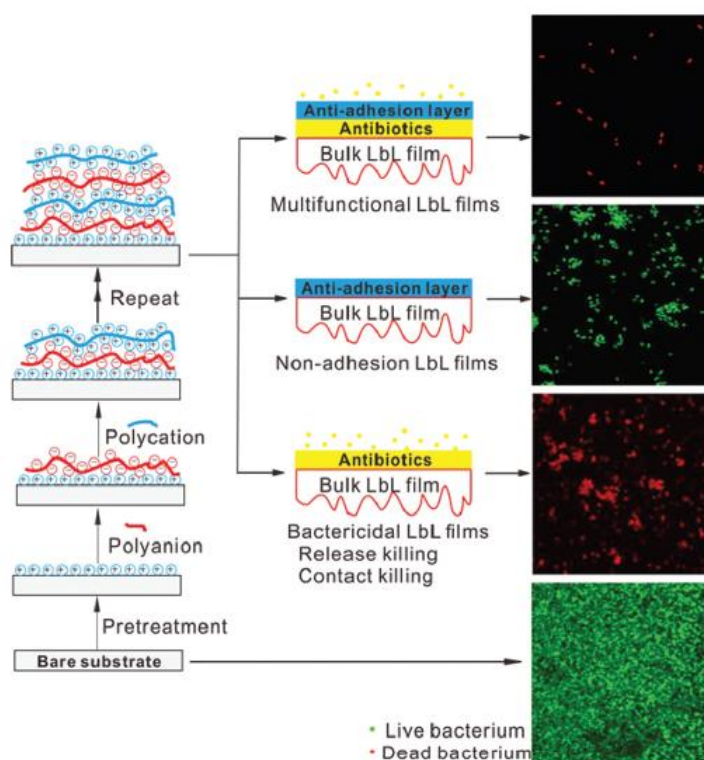 Anti-adhesion layer
Antibiotics
Bulk LbL film
Multifunctional LbL films
Repeat
Anti-adhesion layer
Bulk LbL film
Non-adhesion LbL films
Polycation
Antibiotics
Bulk LbL film
Polyanion
Bactericidal LbL films
Release killing
Contact killing
Pretreatment
Bare substrate
Live bacterium
Dead bacterium